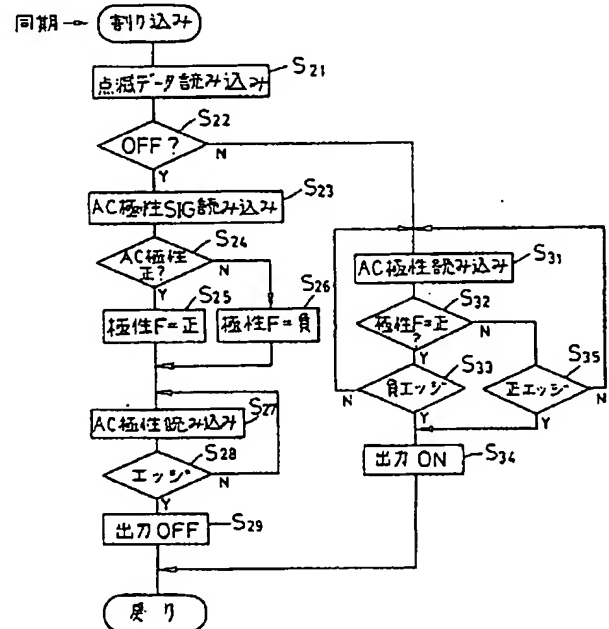 同期→ 割り込み
点滅データ読み込み S21
OFF? S22
N
Y
AC極性SIG読み込み S23
AC極性
正? S24
N
Y
極性F=正 S25
極性F=負 S26
AC極性読み込み S27
エッジ S28
N
Y
出力OFF S29
戻り
AC極性読み込み S31
極性F=正
? S32
N
Y
負エッジ S33
N
Y
正エッジ S35
N
Y
出力ON S34